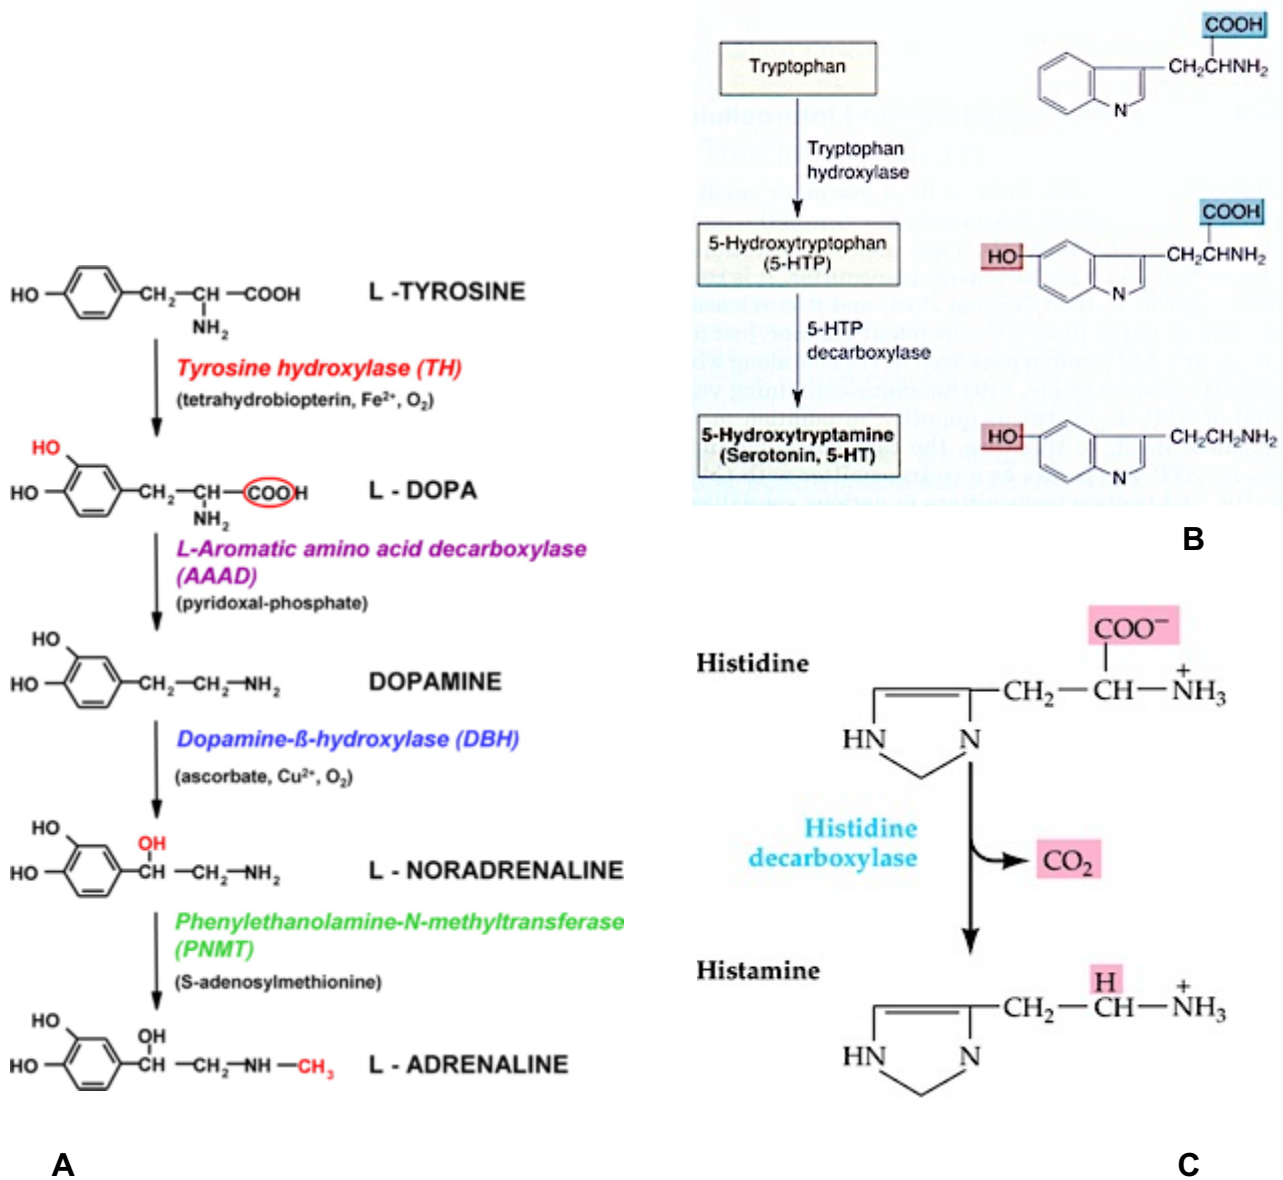 HO
CH₂
CH
COOH
NH₂
L -TYROSINE
Tyrosine hydroxylase (TH)
(tetrahydrobiopterin, Fe²⁺, O₂)
HO
HO
CH₂
CH
COOH
NH₂
L - DOPA
L-Aromatic amino acid decarboxylase
(AAAD)
(pyridoxal-phosphate)
HO
HO
CH₂
CH₂
NH₂
DOPAMINE
Dopamine-ß-hydroxylase (DBH)
(ascorbate, Cu²⁺, O₂)
HO
HO
OH
CH
CH₂
NH₂
L - NORADRENALINE
Phenylethanolamine-N-methyltransferase
(PNMT)
(S-adenosylmethionine)
HO
HO
OH
CH
CH₂
NH
CH₃
L - ADRENALINE
A
Tryptophan
COOH
CH₂CHNH₂
N
Tryptophan
hydroxylase
5-Hydroxytryptophan
(5-HTP)
COOH
HO
CH₂CHNH₂
N
5-HTP
decarboxylase
5-Hydroxytryptamine
(Serotonin, 5-HT)
HO
CH₂CH₂NH₂
N
B
Histidine
COO⁻
CH₂
CH
+
NH₃
HN
N
Histidine
decarboxylase
CO₂
Histamine
H
CH₂
CH
+
NH₃
HN
N
C